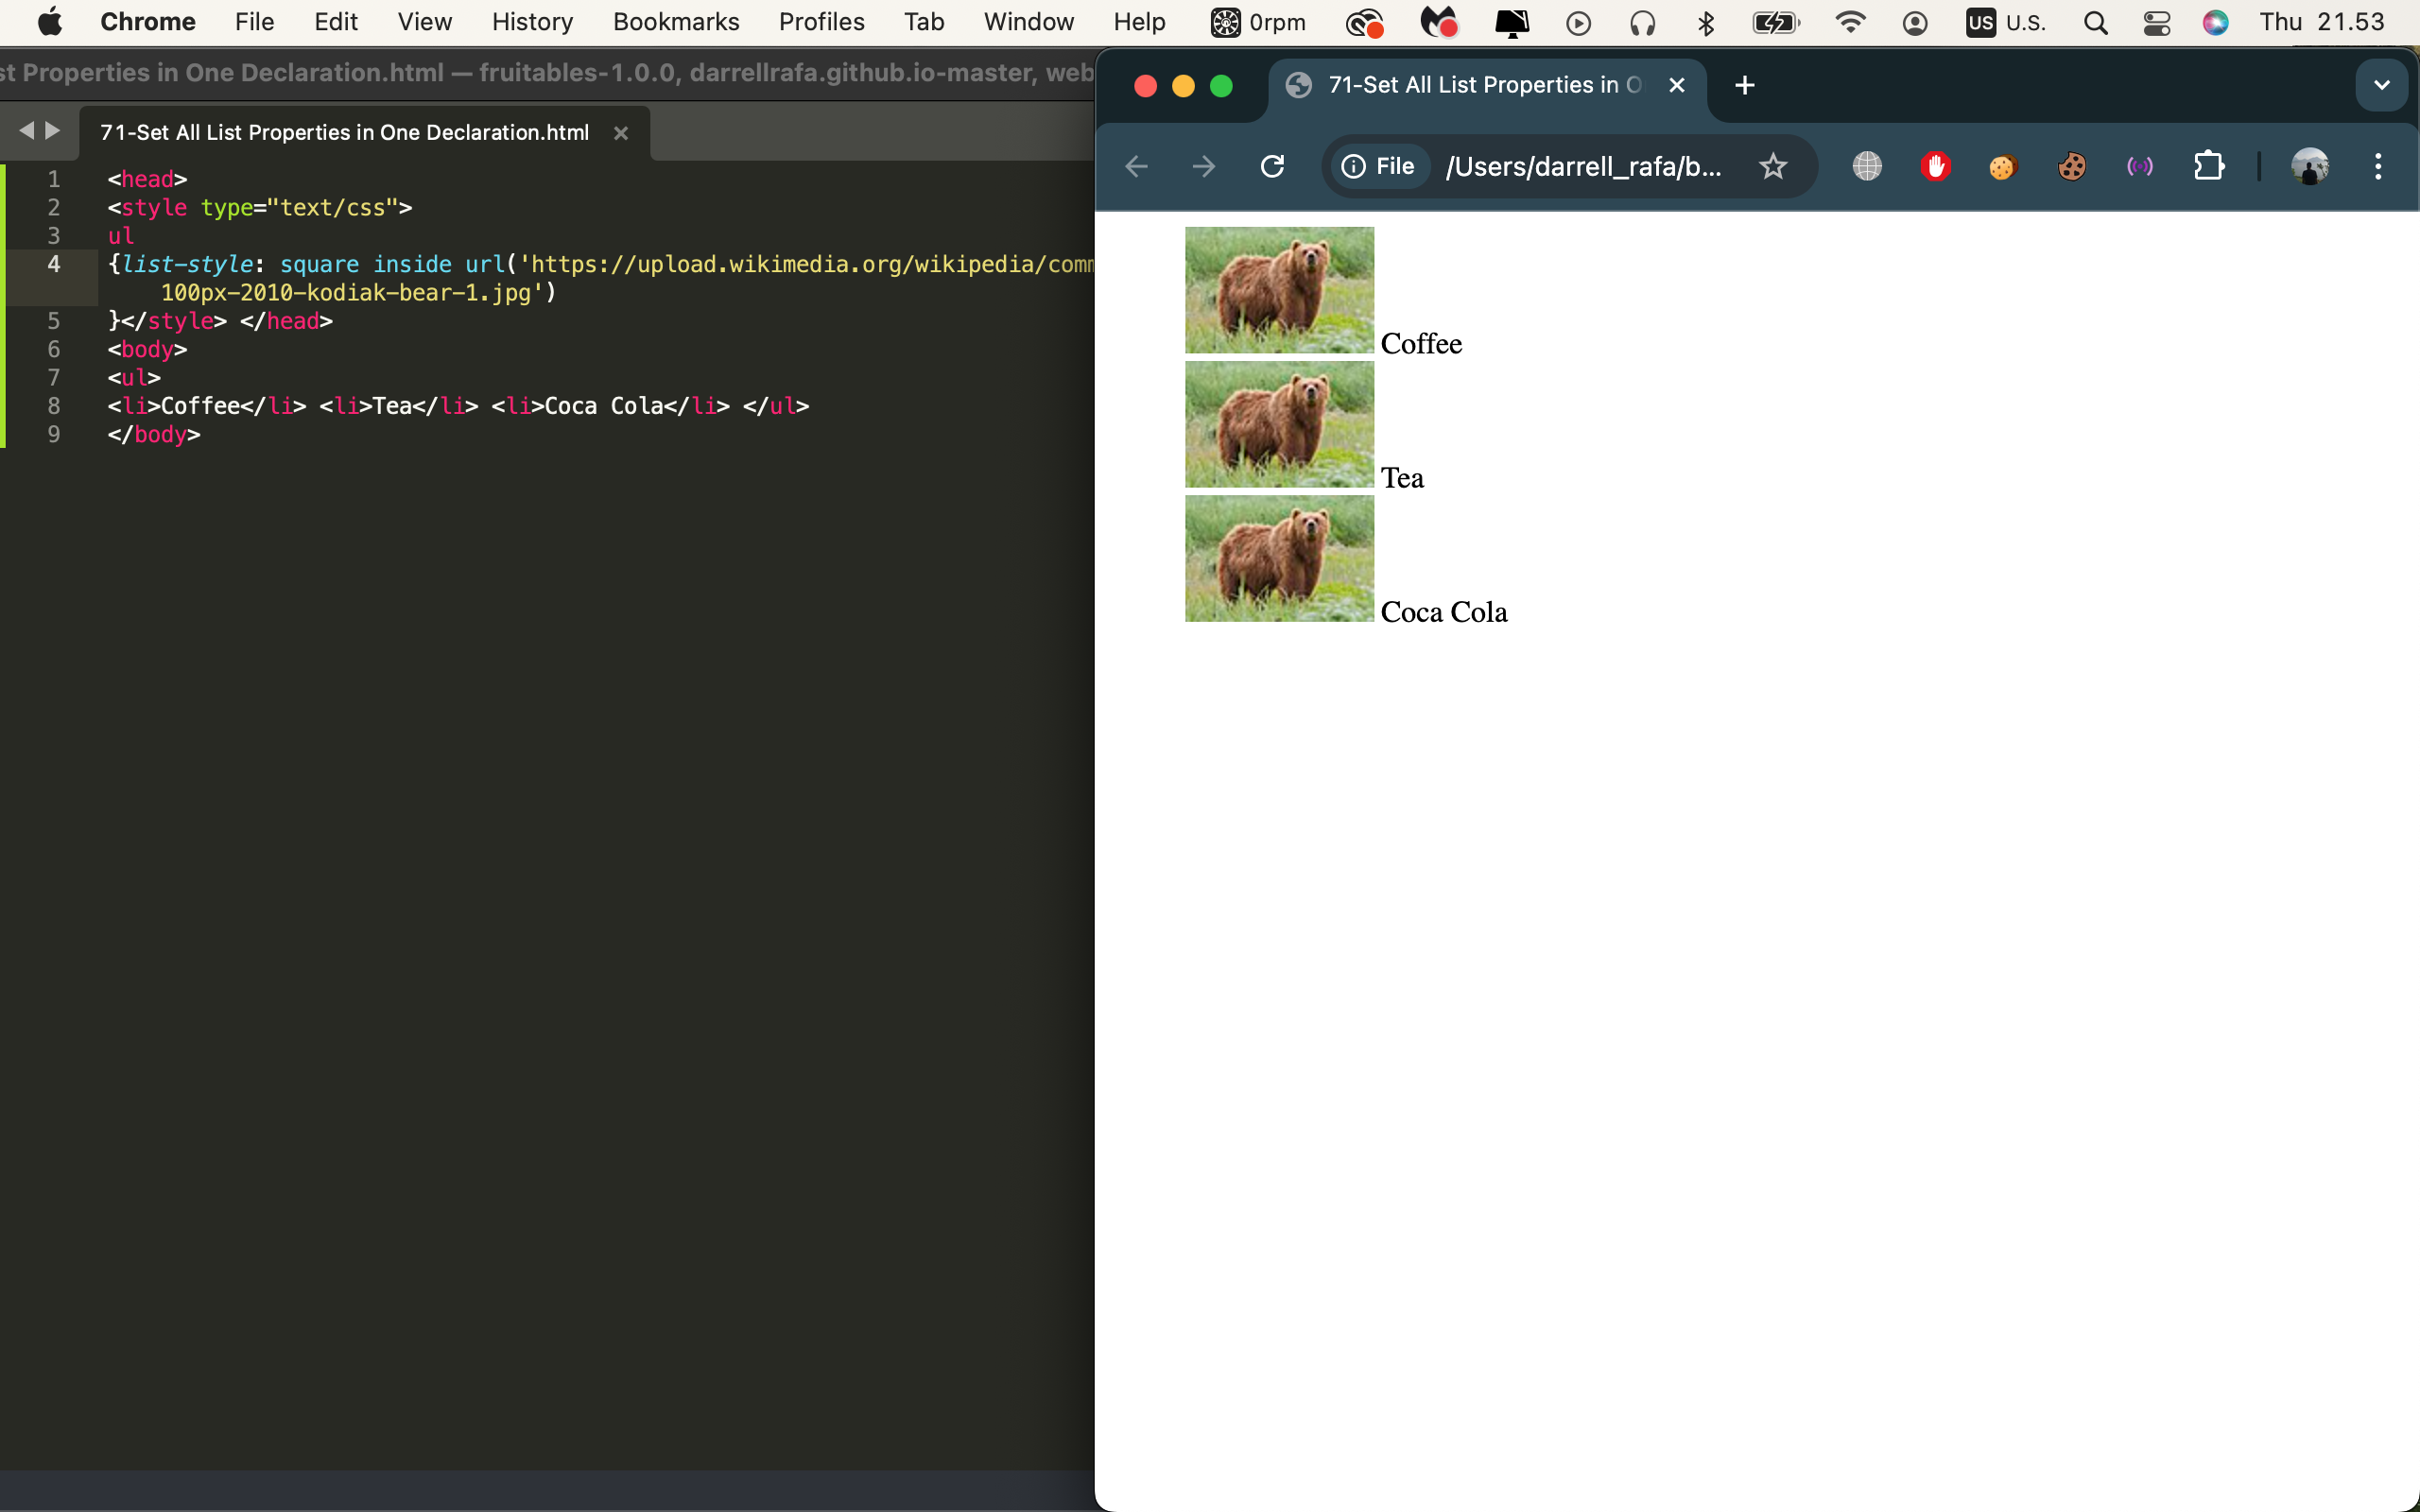 Chrome File Edit View History Bookmarks Profiles Tab Window Help 0rpm US U.S. Thu 21.53
st Properties in One Declaration.html — fruitables-1.0.0, darrellrafa.github.io-master, web
71-Set All List Properties in One Declaration.html
1 <head>
2 <style type="text/css">
3 ul
4 {list-style: square inside url('https://upload.wikimedia.org/wikipedia/comm
100px-2010-kodiak-bear-1.jpg')
5 }</style> </head>
6 <body>
7 <ul>
8 <li>Coffee</li> <li>Tea</li> <li>Coca Cola</li> </ul>
9 </body>
71-Set All List Properties in O
File /Users/darrell_rafa/b...
Coffee
Tea
Coca Cola